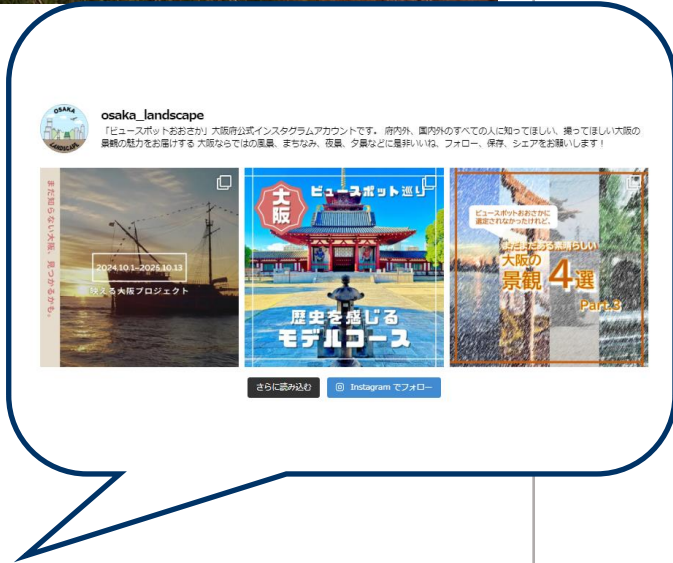 OSAKA
LANDSCAPE
osaka_landscape
「ビュースポットおおさか」大阪府公式インスタグラムアカウントです。 府内外、国内外のすべての人に知ってほしい、撮ってほしい大阪の
景観の魅力をお届けする 大阪ならではの風景、まちなみ、夜景、夕景などに是非いいね、フォロー、保存、シェアをお願いします！
まだ知らない大阪、見つかるかも。
2024.10.1-2025.10.13
映える大阪プロジェクト
大阪
ビュースポット巡り
歴史を感じる
モデルコース
ビュースポットおおさかに
選定されなかったけれど、
まだまだある素晴らしい
大阪の
景観4選
Part.3
さらに読み込む
Instagram でフォロー